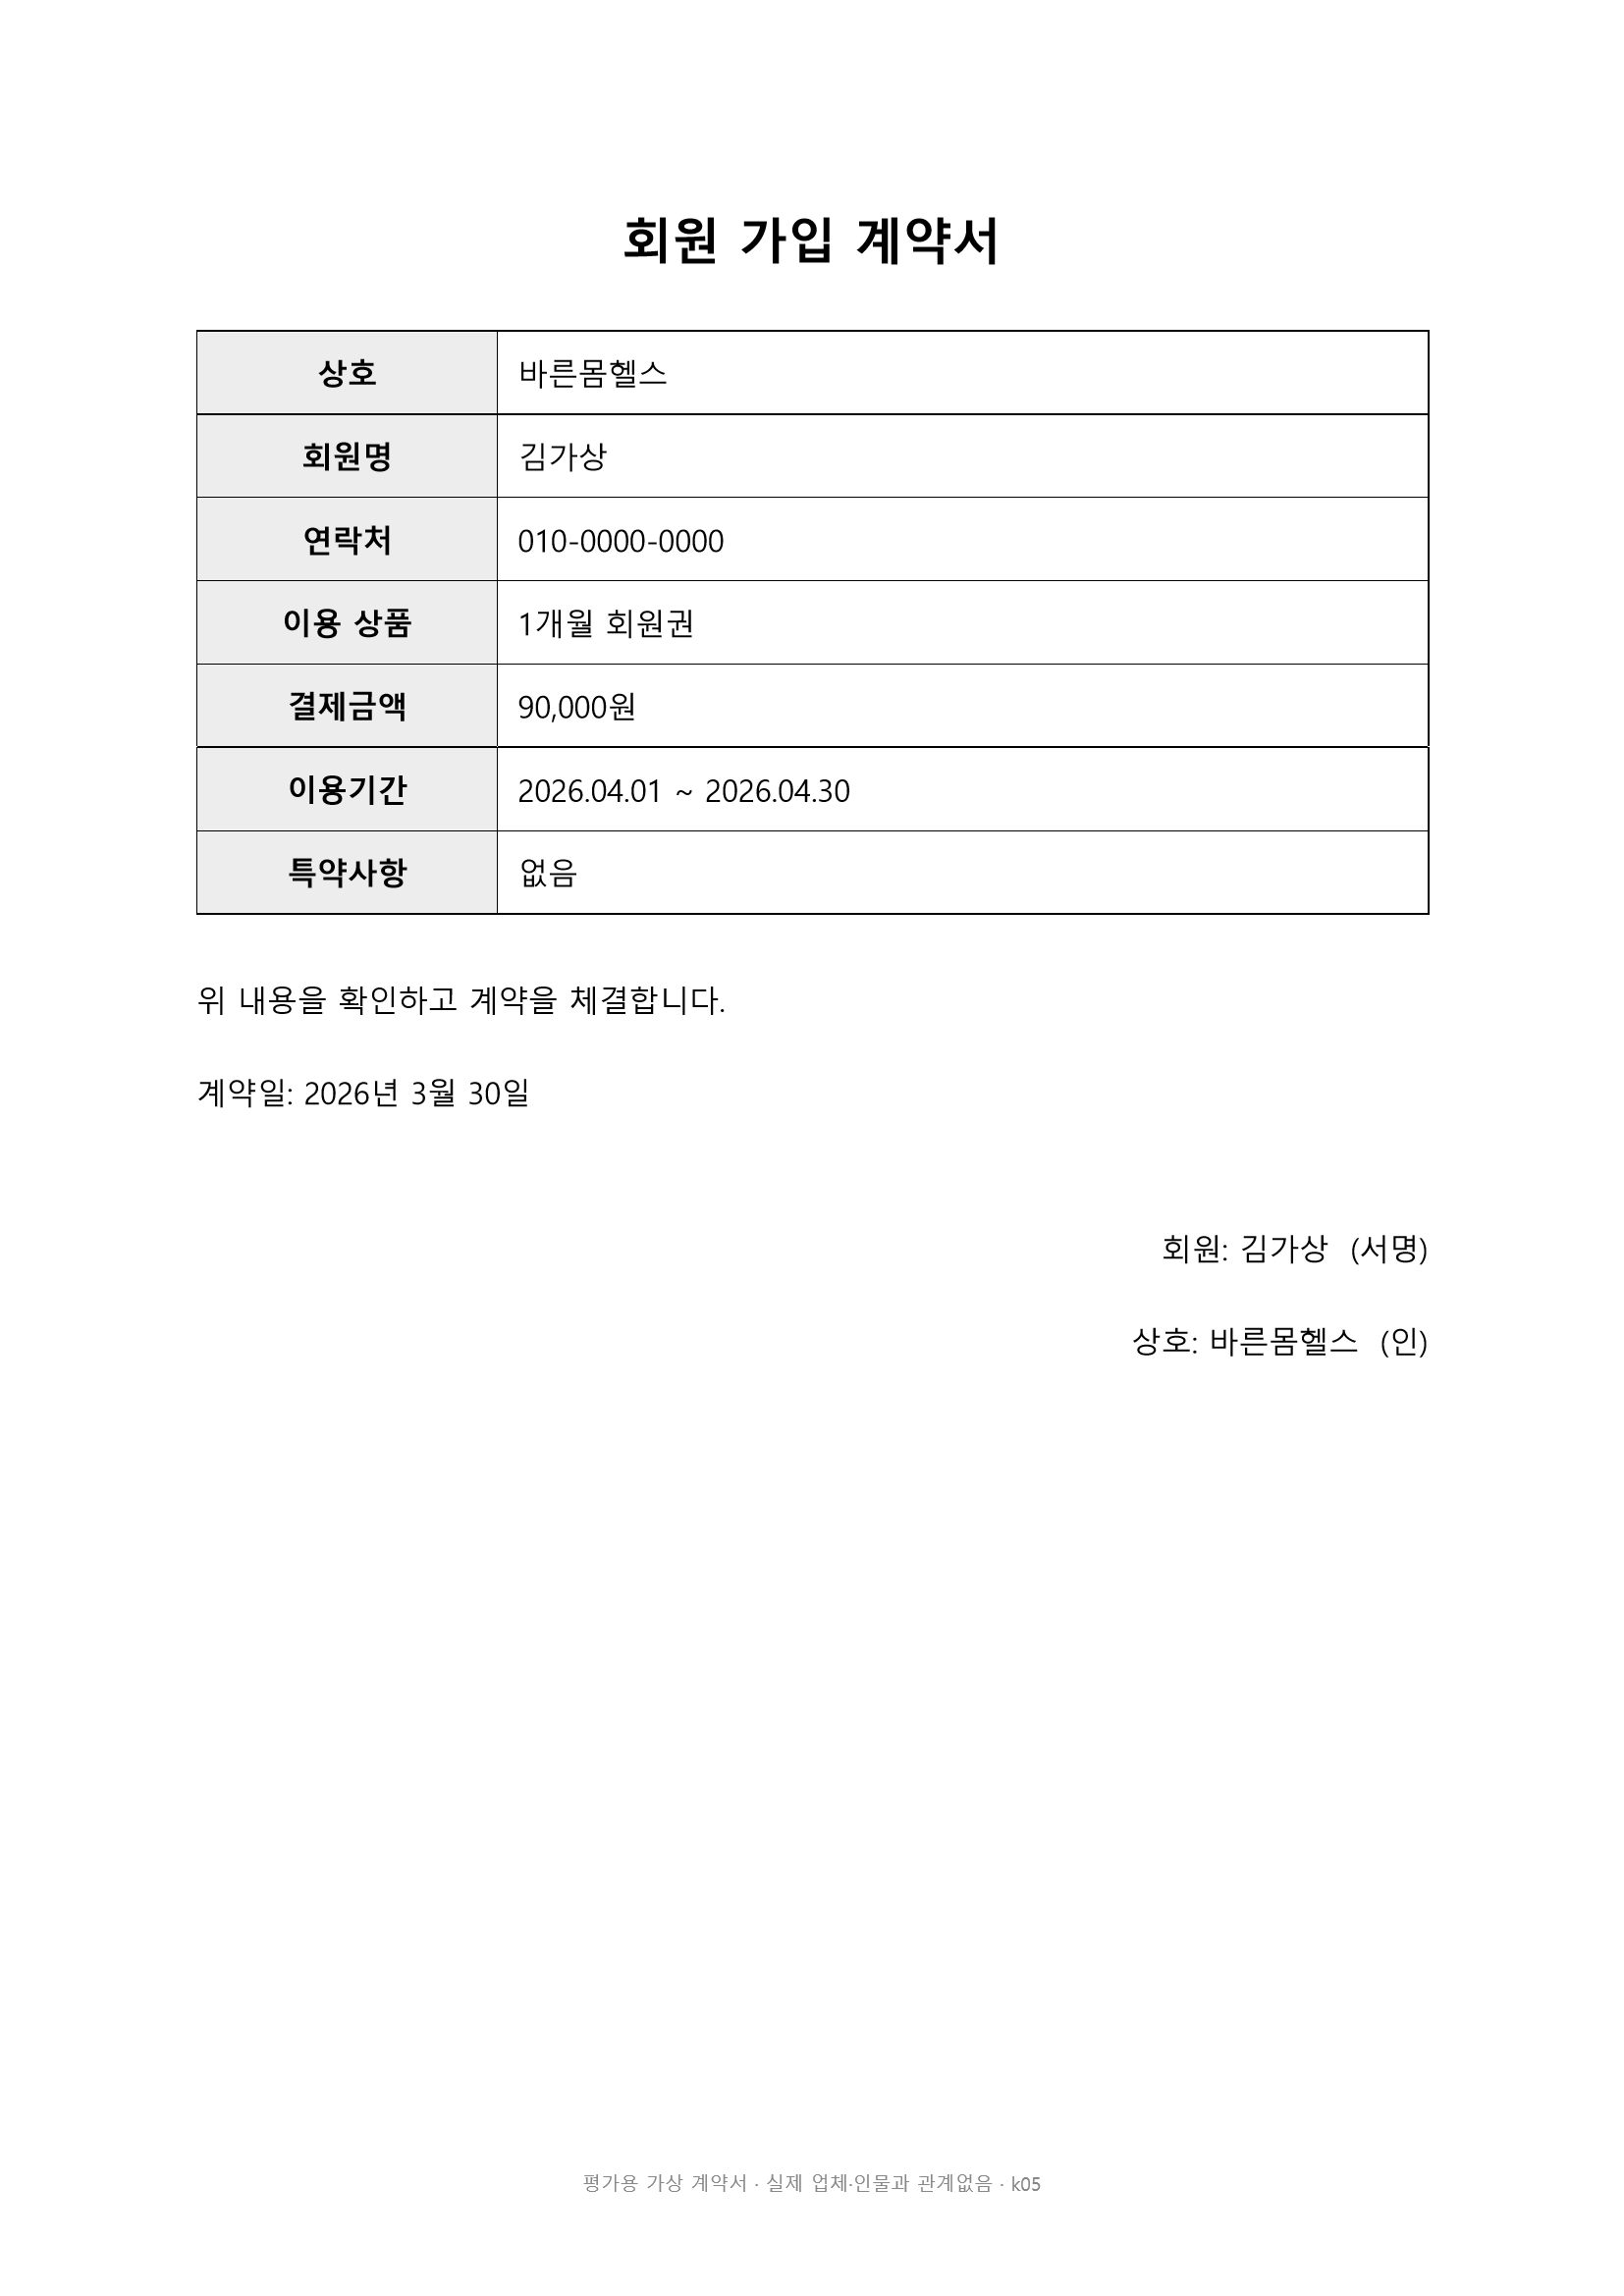 회원 가입 계약서
상호 바른몸헬스
회원명 김가상
연락처 010-0000-0000
이용 상품 1개월 회원권
결제금액 90,000원
이용기간 2026.04.01 ~ 2026.04.30
특약사항 없음
위 내용을 확인하고 계약을 체결합니다.
계약일: 2026년 3월 30일
회원: 김가상 (서명)
상호: 바른몸헬스 (인)
평가용 가상 계약서 · 실제 업체·인물과 관계없음 · k05